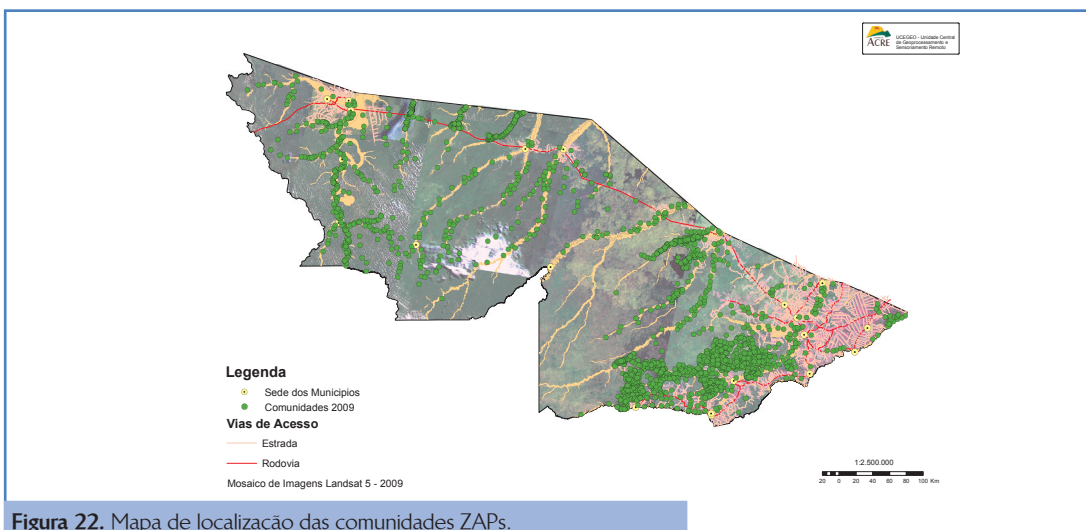 ACRE
UCEGEO - Unidade Central
de Geoprocessamento e
Sensoriamento Remoto
Legenda
Sede dos Municipios
Comunidades 2009
Vias de Acesso
Estrada
Rodovia
Mosaico de Imagens Landsat 5 - 2009
1:2.500.000
20 0 20 40 60 80 100 Km
Figura 22. Mapa de localização das comunidades ZAPs.